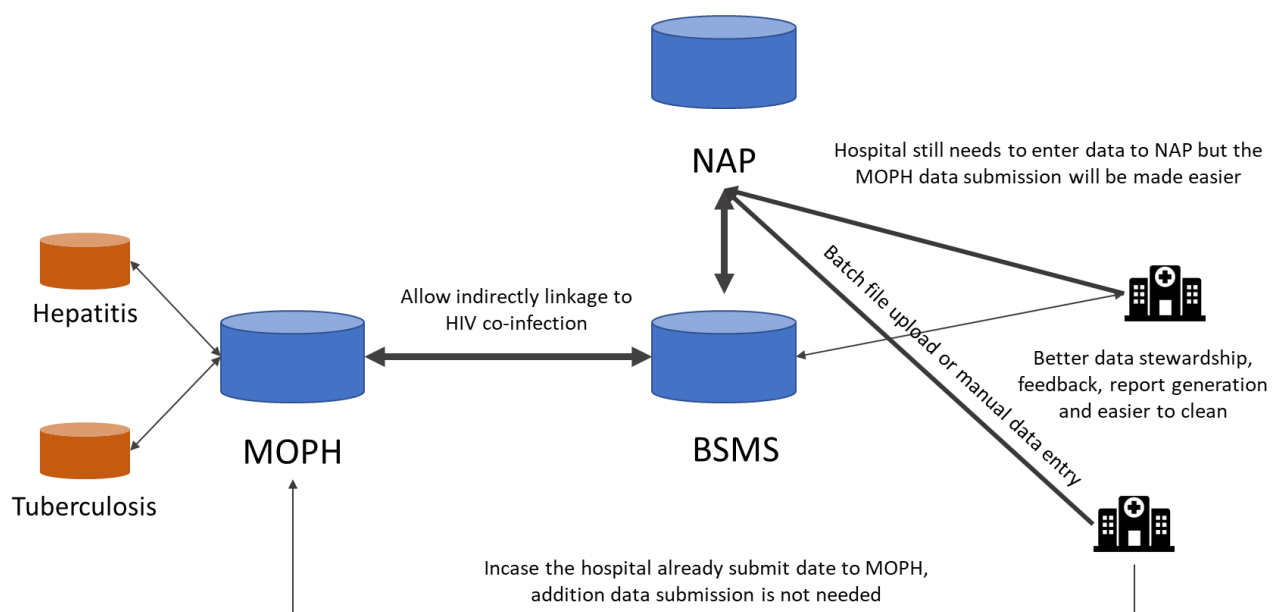 NAP
Hospital still needs to enter data to NAP but the
MOPH data submission will be made easier
Hepatitis
Allow indirectly linkage to
HIV co-infection
Batch file upload or manual data entry
Better data stewardship,
feedback, report generation
and easier to clean
MOPH
BSMS
Tuberculosis
Incase the hospital already submit date to MOPH,
addition data submission is not needed